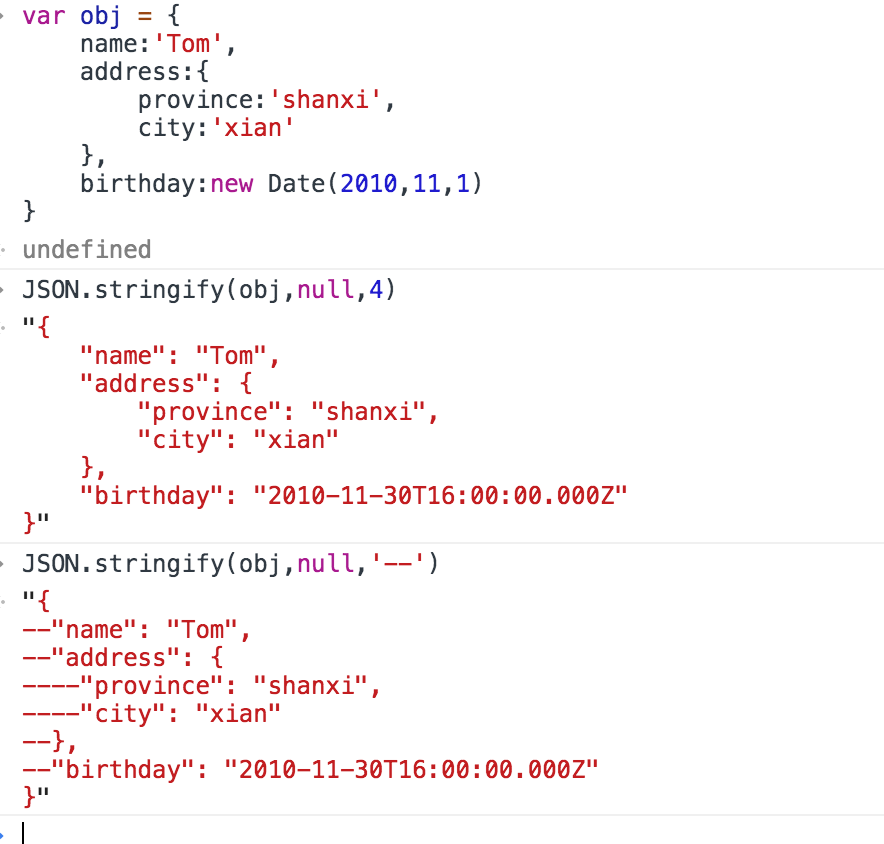 var obj = {
    name:'Tom',
    address:{
        province:'shanxi',
        city:'xian'
    },
    birthday:new Date(2010,11,1)
}
undefined
JSON.stringify(obj,null,4)
"{
    "name": "Tom",
    "address": {
        "province": "shanxi",
        "city": "xian"
    },
    "birthday": "2010-11-30T16:00:00.000Z"
}"
JSON.stringify(obj,null,'--')
"{
--"name": "Tom",
--"address": {
----"province": "shanxi",
----"city": "xian"
--},
--"birthday": "2010-11-30T16:00:00.000Z"
}"